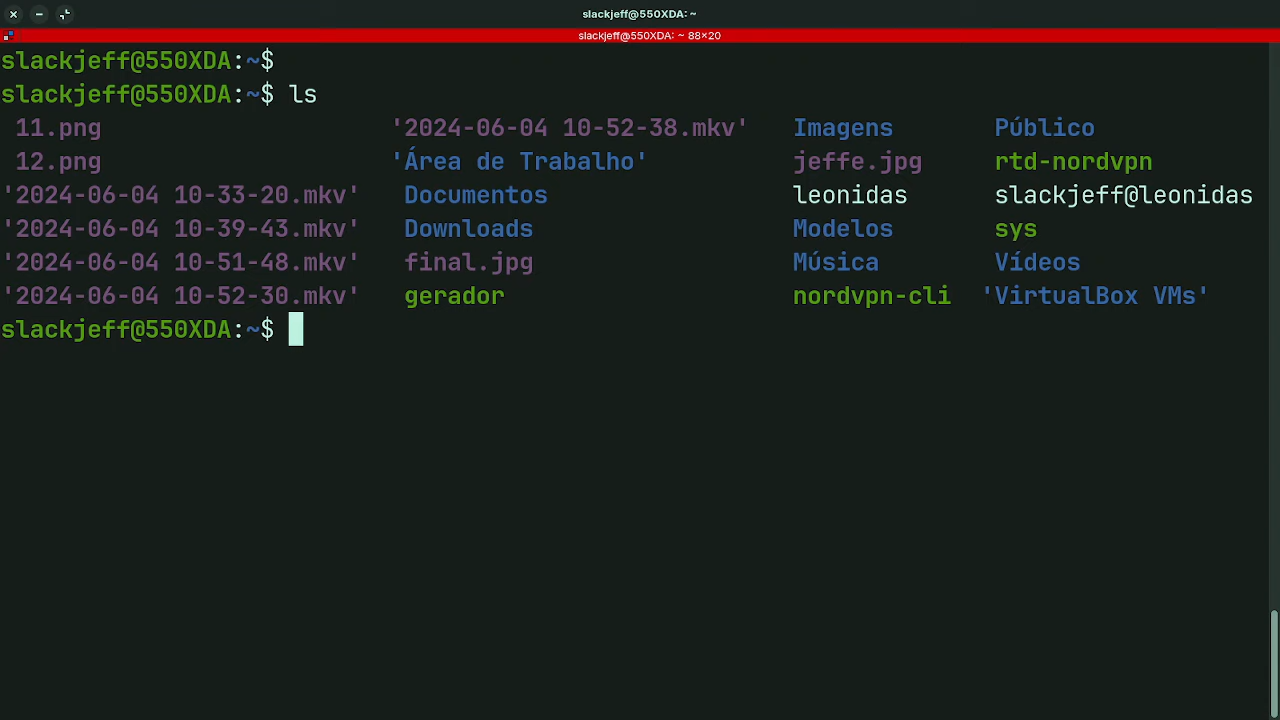 slackjeff@550XDA: ~
slackjeff@550XDA: ~ 88×20
slackjeff@550XDA:~$
slackjeff@550XDA:~$ ls
11.png '2024-06-04 10-52-38.mkv' Imagens Público
12.png 'Área de Trabalho' jeffe.jpg rtd-nordvpn
'2024-06-04 10-33-20.mkv' Documentos leonidas slackjeff@leonidas
'2024-06-04 10-39-43.mkv' Downloads Modelos sys
'2024-06-04 10-51-48.mkv' final.jpg Música Vídeos
'2024-06-04 10-52-30.mkv' gerador nordvpn-cli 'VirtualBox VMs'
slackjeff@550XDA:~$